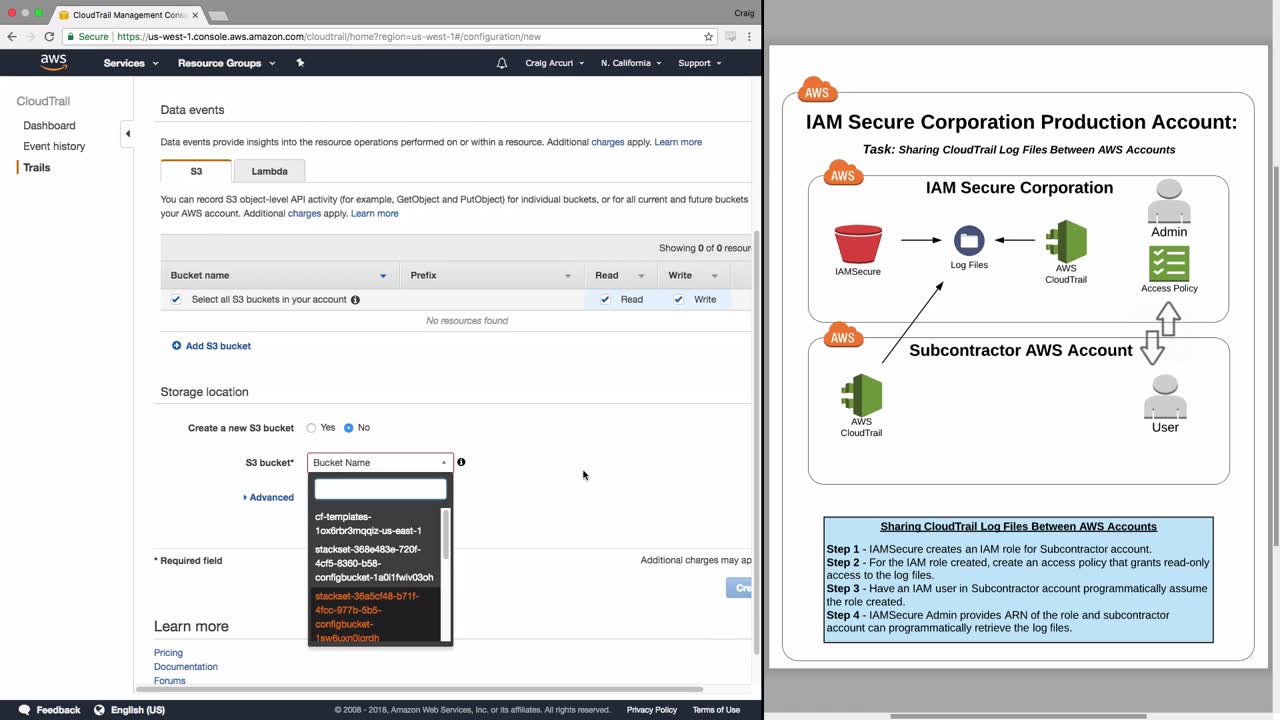 CloudTrail Management Cons
Craig
Secure
https://us-west-1.console.aws.amazon.com/cloudtrail/home?region=us-west-1#/configuration/new
aws
Services
Resource Groups
Craig Arcuri
N. California
Support
CloudTrail
Dashboard
Event history
Trails
Data events
Data events provide insights into the resource operations performed on or within a resource. Additional charges apply. Learn more
S3
Lambda
You can record S3 object-level API activity (for example, GetObject and PutObject) for individual buckets, or for all current and future buckets
your AWS account. Additional charges apply. Learn more
Showing 0 of 0 resour
Bucket name
Prefix
Read
Write
Select all S3 buckets in your account
Read
Write
No resources found
Add S3 bucket
Storage location
Create a new S3 bucket
Yes
No
S3 bucket*
Bucket Name
Advanced
cf-templates-
1ox6rbr3mqqiz-us-east-1
stackset-368e483e-720f-
4cf5-8360-b58-
configbucket-1a0l1fwiv03oh
stackset-36a5cf48-b71f-
4fcc-977b-5b5-
configbucket-
1sw6uxn0jqrdh
* Required field
Additional charges may ap
Cre
Learn more
Pricing
Documentation
Forums
Feedback
English (US)
© 2008 - 2018, Amazon Web Services, Inc. or its affiliates. All rights reserved.
Privacy Policy
Terms of Use
AWS
IAM Secure Corporation Production Account:
Task: Sharing CloudTrail Log Files Between AWS Accounts
AWS
IAM Secure Corporation
IAMSecure
Log Files
AWS
CloudTrail
Admin
Access Policy
AWS
Subcontractor AWS Account
AWS
CloudTrail
User
Sharing CloudTrail Log Files Between AWS Accounts
Step 1 - IAMSecure creates an IAM role for Subcontractor account.
Step 2 - For the IAM role created, create an access policy that grants read-only
access to the log files.
Step 3 - Have an IAM user in Subcontractor account programmatically assume
the role created.
Step 4 - IAMSecure Admin provides ARN of the role and subcontractor
account can programmatically retrieve the log files.